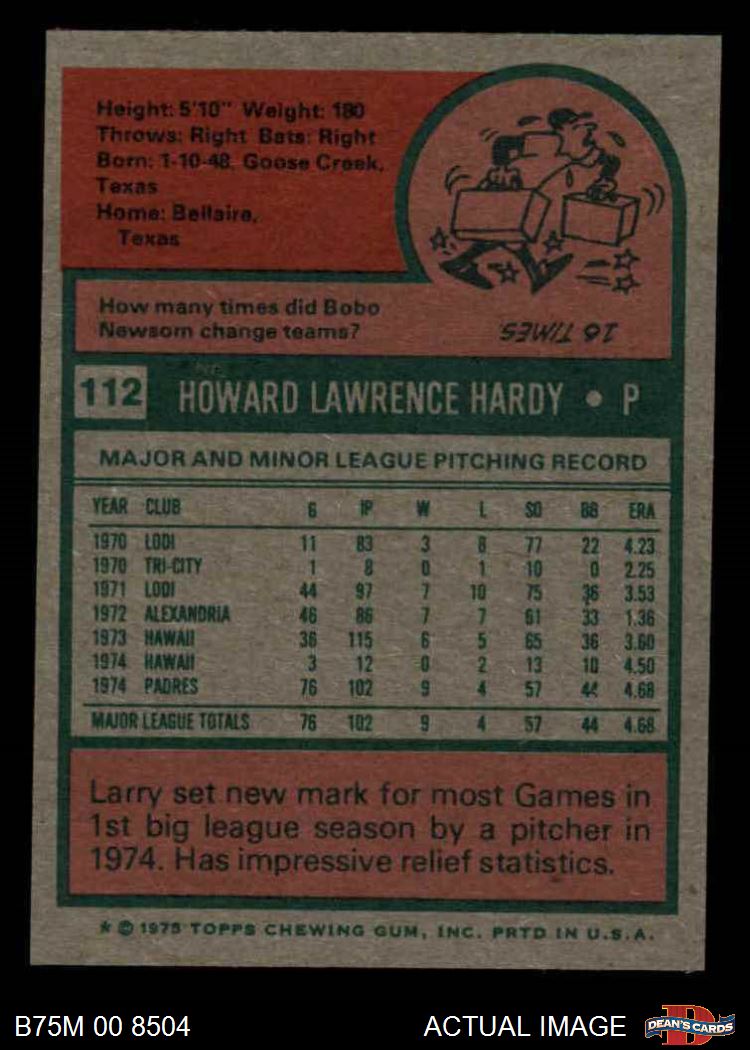 Height: 5'10" Weight: 180
Throws: Right Bats: Right
Born: 1-10-48, Goose Creek,
Texas
Home: Bellaire,
Texas
How many times did Bobo
Newsom change teams?
16 TIMES
112 HOWARD LAWRENCE HARDY • P
MAJOR AND MINOR LEAGUE PITCHING RECORD
YEAR CLUB G IP W L SO BB ERA
1970 LODI 11 83 3 8 77 22 4.23
1970 TRI-CITY 1 8 0 1 10 0 2.25
1971 LODI 44 97 7 10 75 36 3.53
1972 ALEXANDRIA 46 86 7 7 61 33 1.36
1973 HAWAII 36 115 6 5 65 36 3.60
1974 HAWAII 3 12 0 2 13 10 4.50
1974 PADRES 76 102 9 4 57 44 4.68
MAJOR LEAGUE TOTALS 76 102 9 4 57 44 4.68
Larry set new mark for most Games in
1st big league season by a pitcher in
1974. Has impressive relief statistics.
* © 1975 TOPPS CHEWING GUM, INC. PRTD IN U.S.A.
B75M 00 8504 ACTUAL IMAGE DEAN'S CARDS